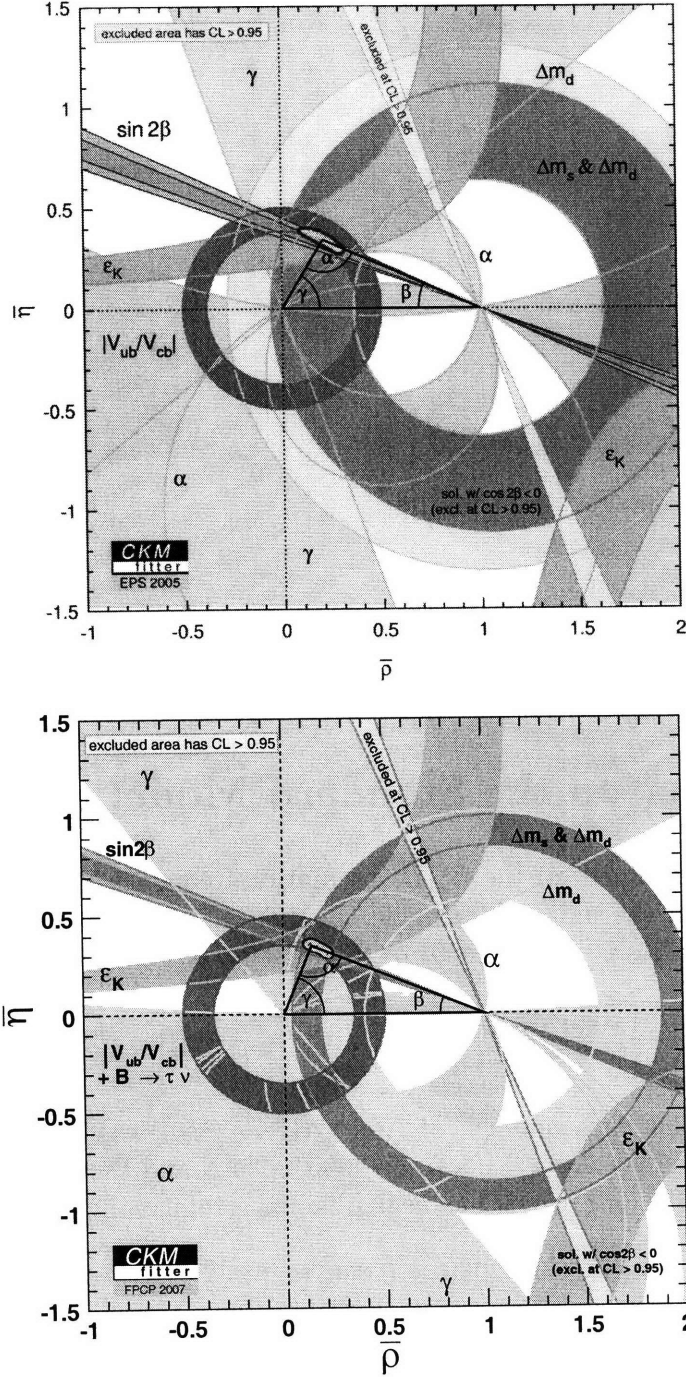 1.5
excluded area has CL > 0.95
excluded at CL > 0.95
γ
Δm_d
1
sin 2β
Δm_s & Δm_d
0.5
ε_K
α
α
γ
β
η̅
0
|V_ub/V_cb|
-0.5
ε_K
α
sol. w/ cos 2β < 0
(excl. at CL > 0.95)
-1
γ
CKM
fitter
EPS 2005
-1.5
-1 -0.5 0 0.5 1 1.5 2
ρ̅
1.5
excluded area has CL > 0.95
excluded at CL > 0.95
γ
1
sin2β
Δm_s & Δm_d
Δm_d
0.5
ε_K
α
α
γ
β
η̅
0
|V_ub/V_cb|
+ B → τ ν
-0.5
ε_K
α
-1
sol. w/ cos2β < 0
(excl. at CL > 0.95)
γ
CKM
fitter
FPCP 2007
-1.5
-1 -0.5 0 0.5 1 1.5 2
ρ̅